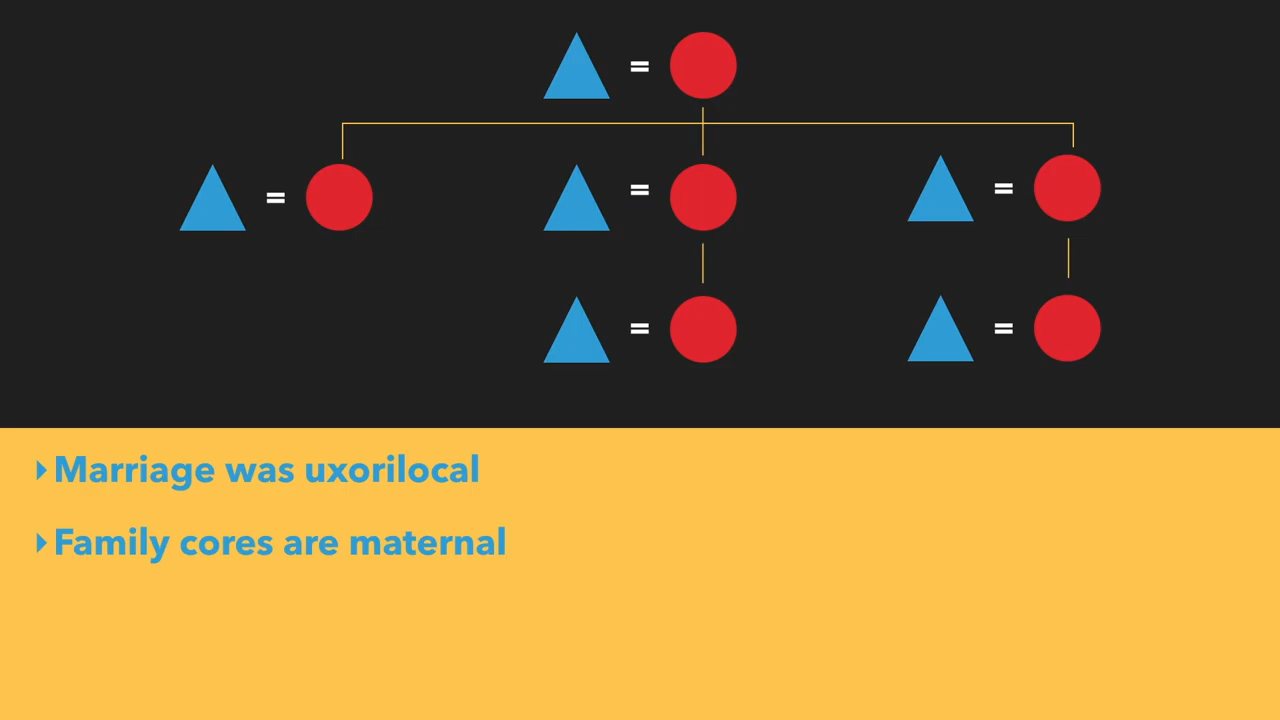 =
= = =
= =
Marriage was uxorilocal
Family cores are maternal